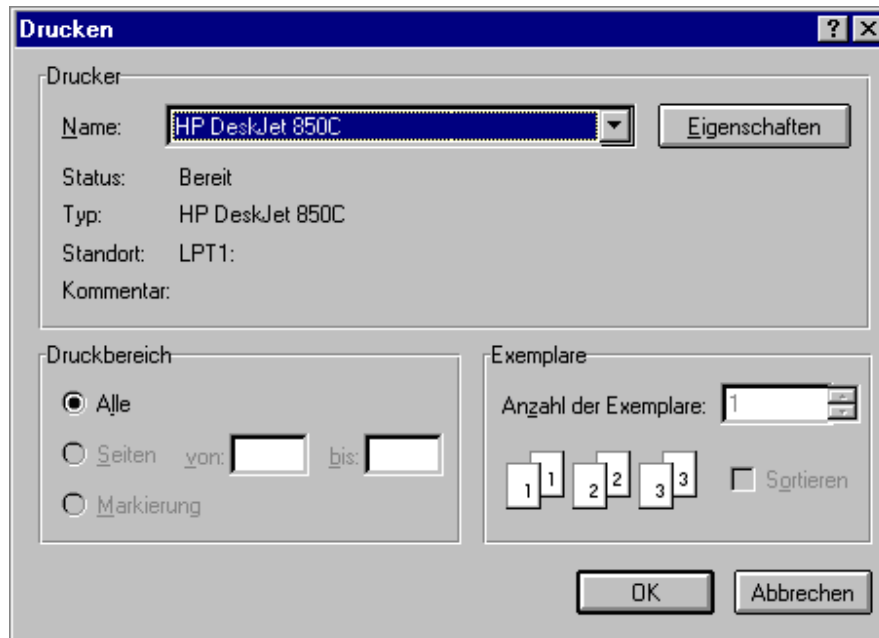 Drucken
Drucker
Name: HP DeskJet 850C Eigenschaften
Status: Bereit
Typ: HP DeskJet 850C
Standort: LPT1:
Kommentar:
Druckbereich
Alle
Seiten von: bis:
Markierung
Exemplare
Anzahl der Exemplare: 1
1 1 2 2 3 3 Sortieren
OK Abbrechen